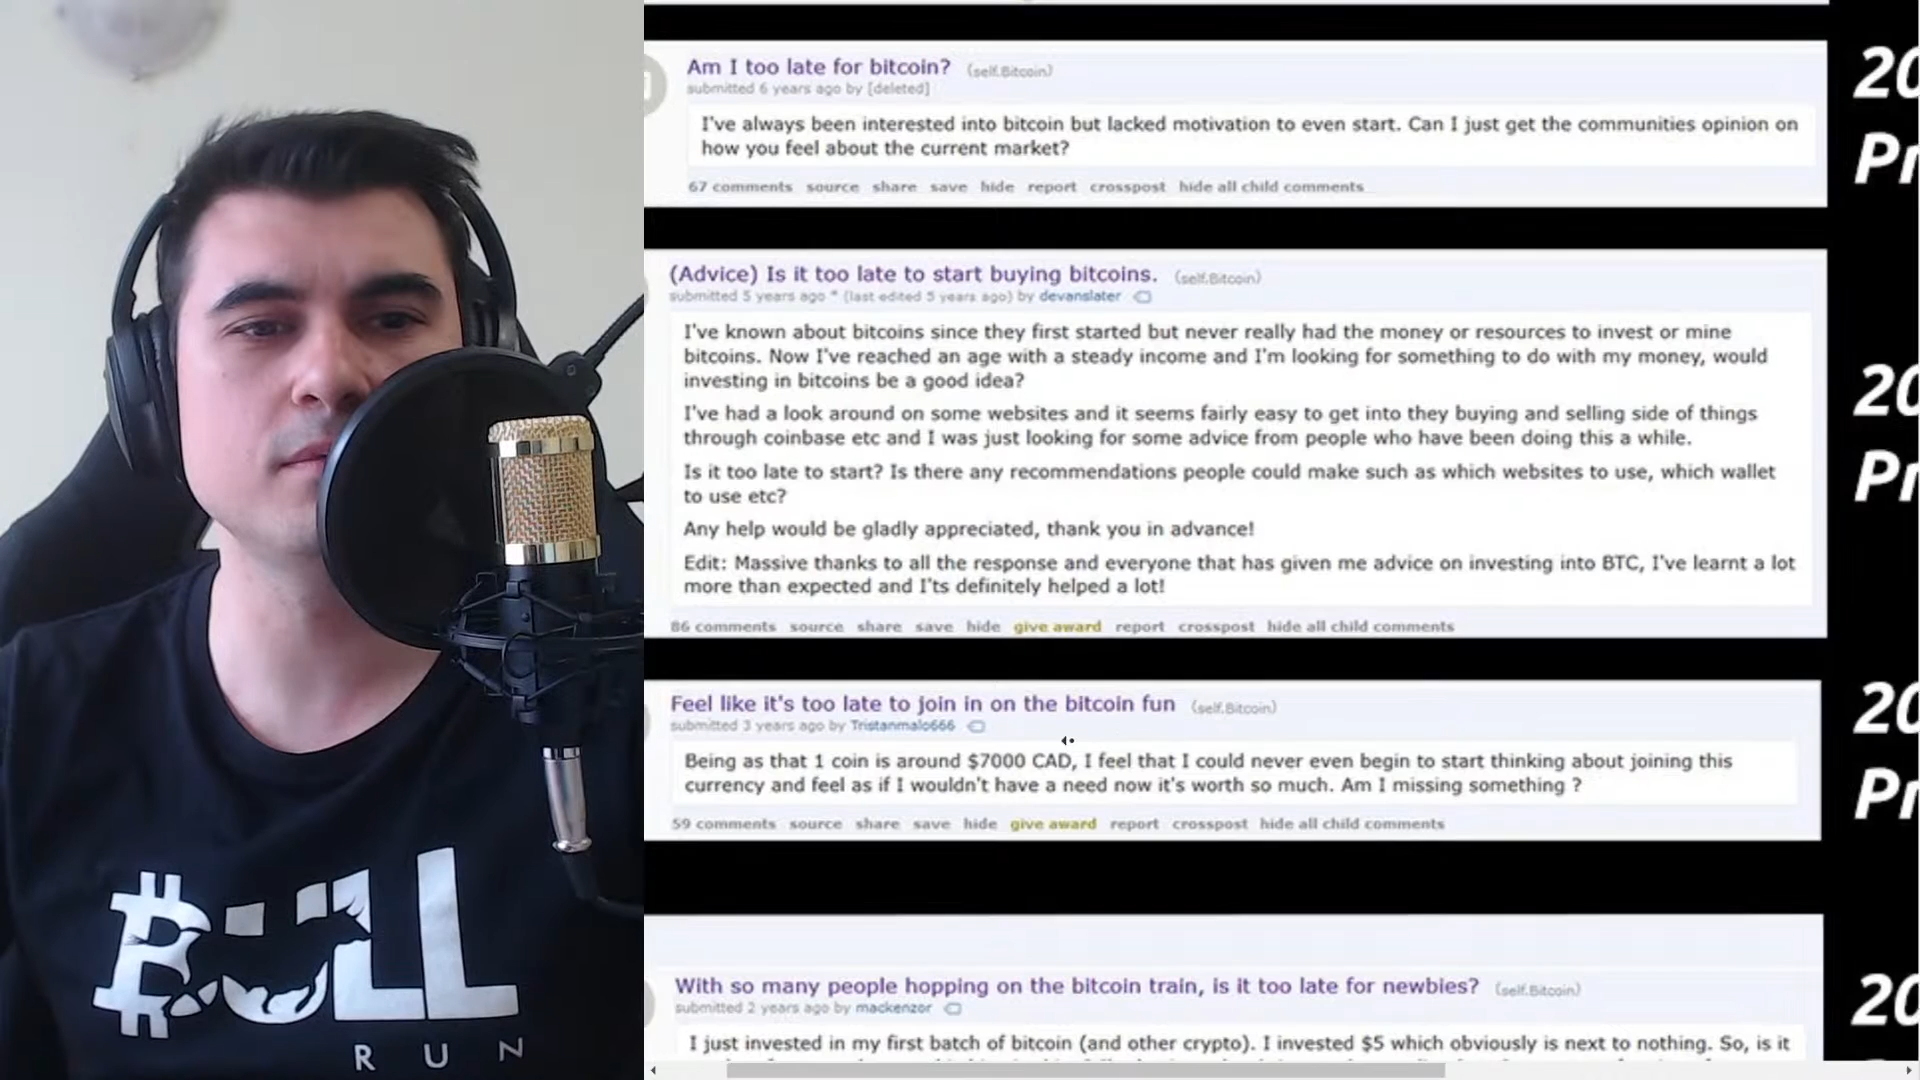 Am I too late for bitcoin? (self.Bitcoin)
submitted 6 years ago by [deleted]
I've always been interested into bitcoin but lacked motivation to even start. Can I just get the communities opinion on
how you feel about the current market?
67 comments source share save hide report crosspost hide all child comments
20
Pr
(Advice) Is it too late to start buying bitcoins. (self.Bitcoin)
submitted 5 years ago * (last edited 5 years ago) by devanslater
I've known about bitcoins since they first started but never really had the money or resources to invest or mine
bitcoins. Now I've reached an age with a steady income and I'm looking for something to do with my money, would
investing in bitcoins be a good idea?
I've had a look around on some websites and it seems fairly easy to get into they buying and selling side of things
through coinbase etc and I was just looking for some advice from people who have been doing this a while.
Is it too late to start? Is there any recommendations people could make such as which websites to use, which wallet
to use etc?
Any help would be gladly appreciated, thank you in advance!
Edit: Massive thanks to all the response and everyone that has given me advice on investing into BTC, I've learnt a lot
more than expected and I'ts definitely helped a lot!
86 comments source share save hide give award report crosspost hide all child comments
20
Pr
Feel like it's too late to join in on the bitcoin fun (self.Bitcoin)
submitted 3 years ago by Tristanmalo666
Being as that 1 coin is around $7000 CAD, I feel that I could never even begin to start thinking about joining this
currency and feel as if I wouldn't have a need now it's worth so much. Am I missing something ?
59 comments source share save hide give award report crosspost hide all child comments
20
Pr
With so many people hopping on the bitcoin train, is it too late for newbies? (self.Bitcoin)
submitted 2 years ago by mackenzor
I just invested in my first batch of bitcoin (and other crypto). I invested $5 which obviously is next to nothing. So, is it
20
BULL
RUN